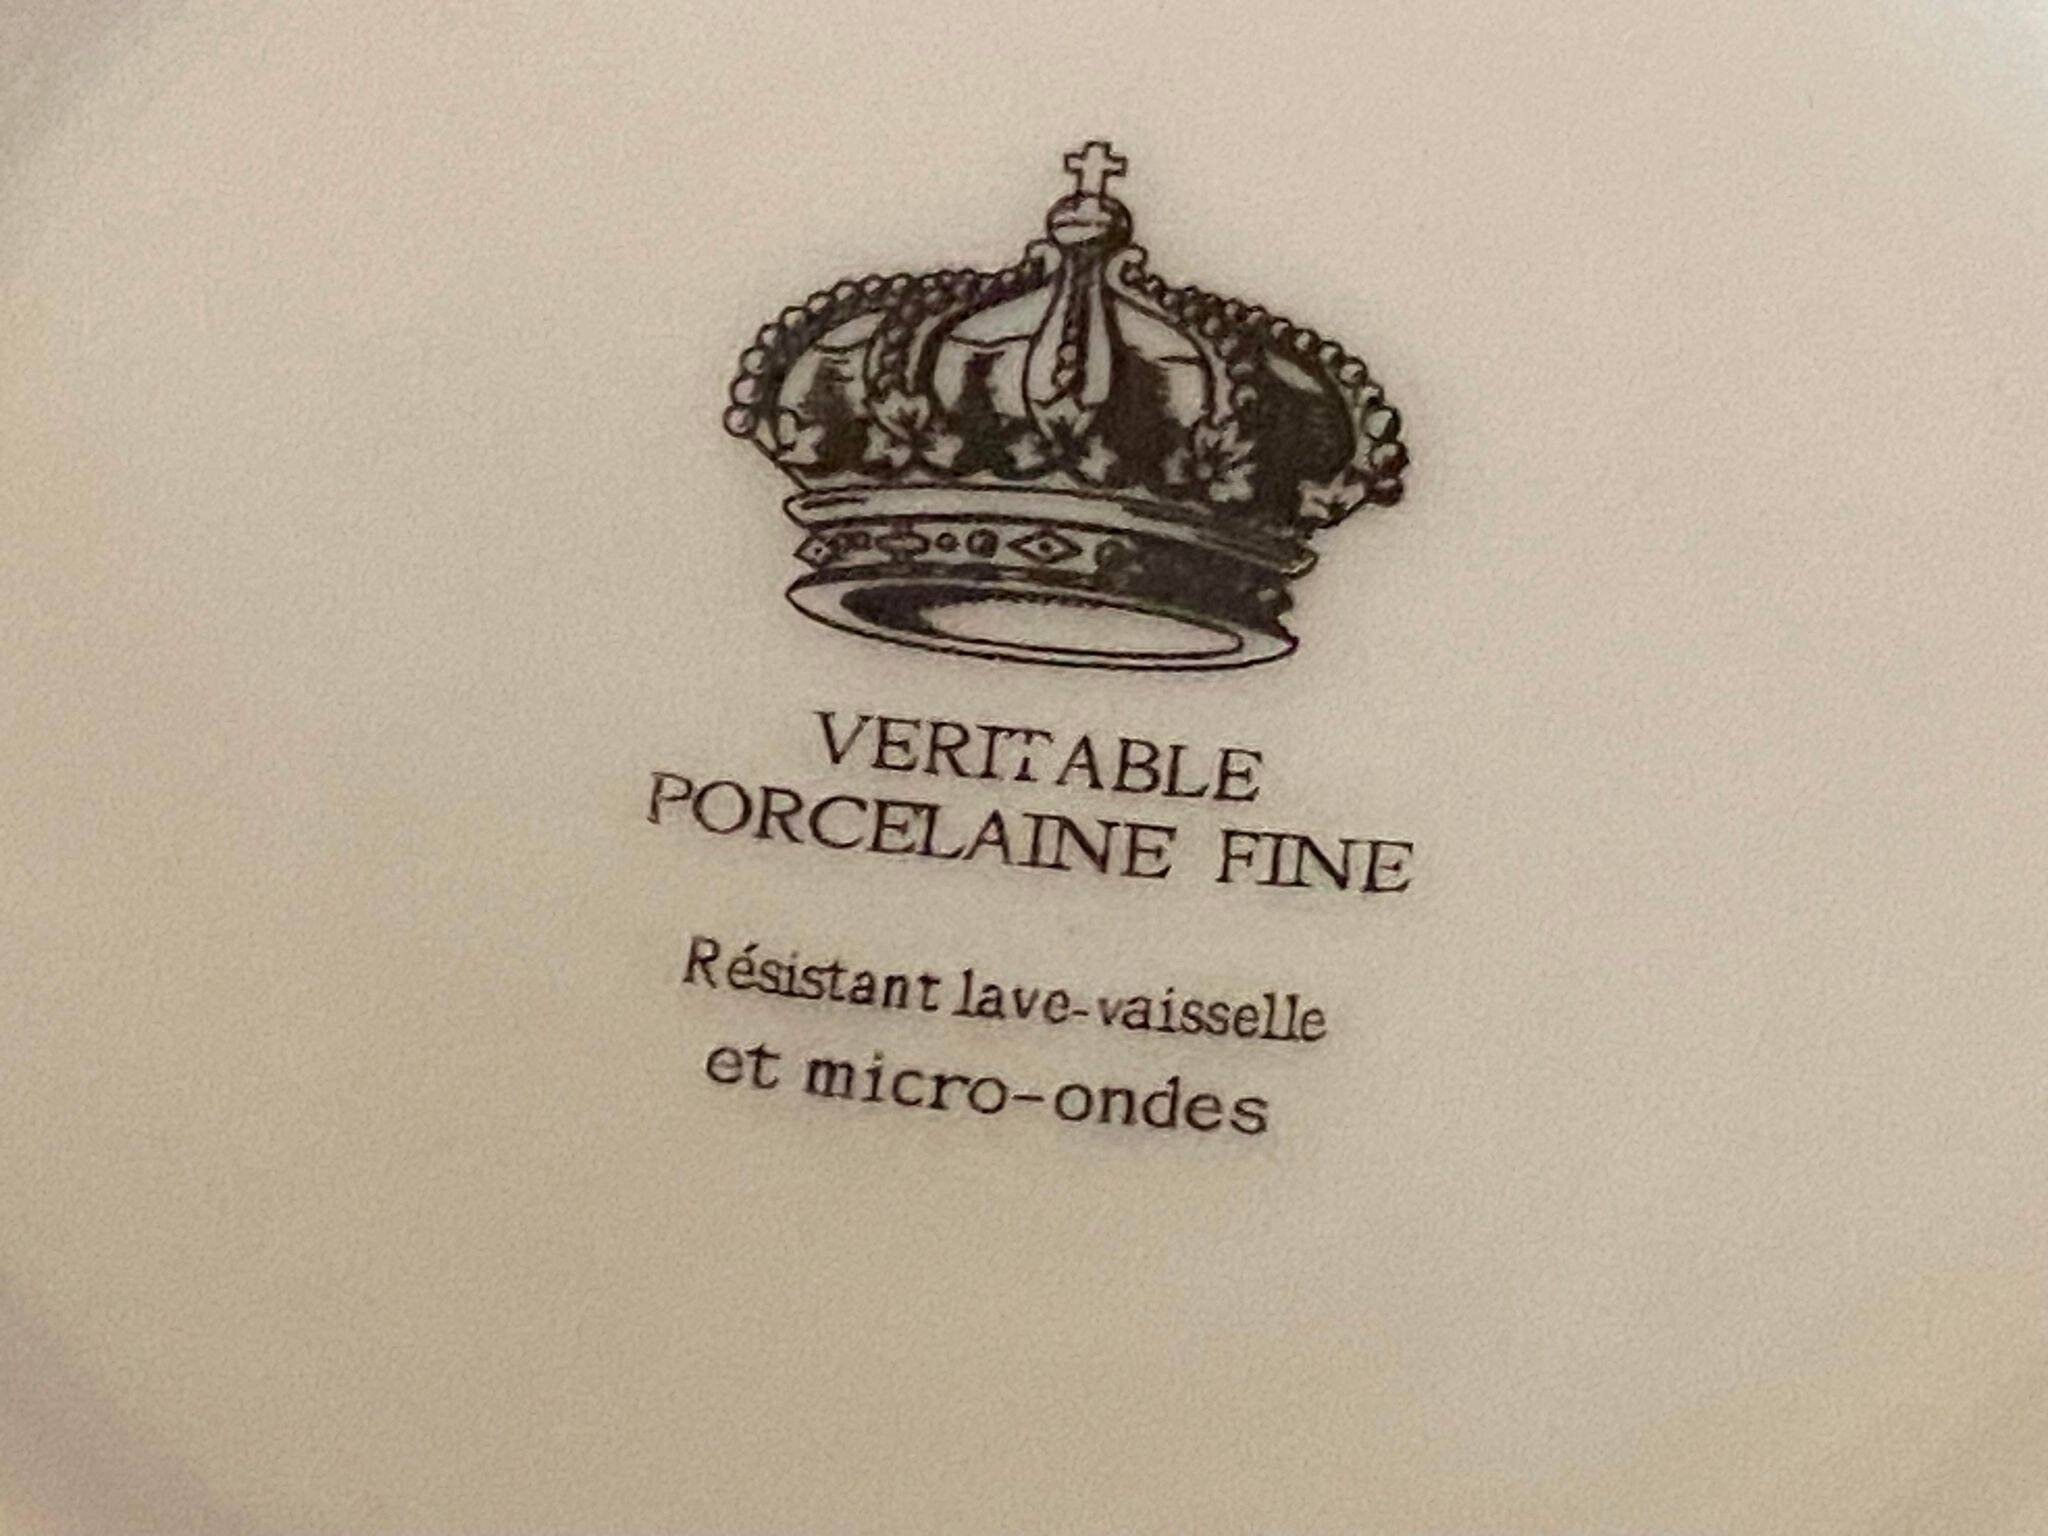 VERITABLE
PORCELAINE FINE
Résistant lave-vaisselle
et micro-ondes